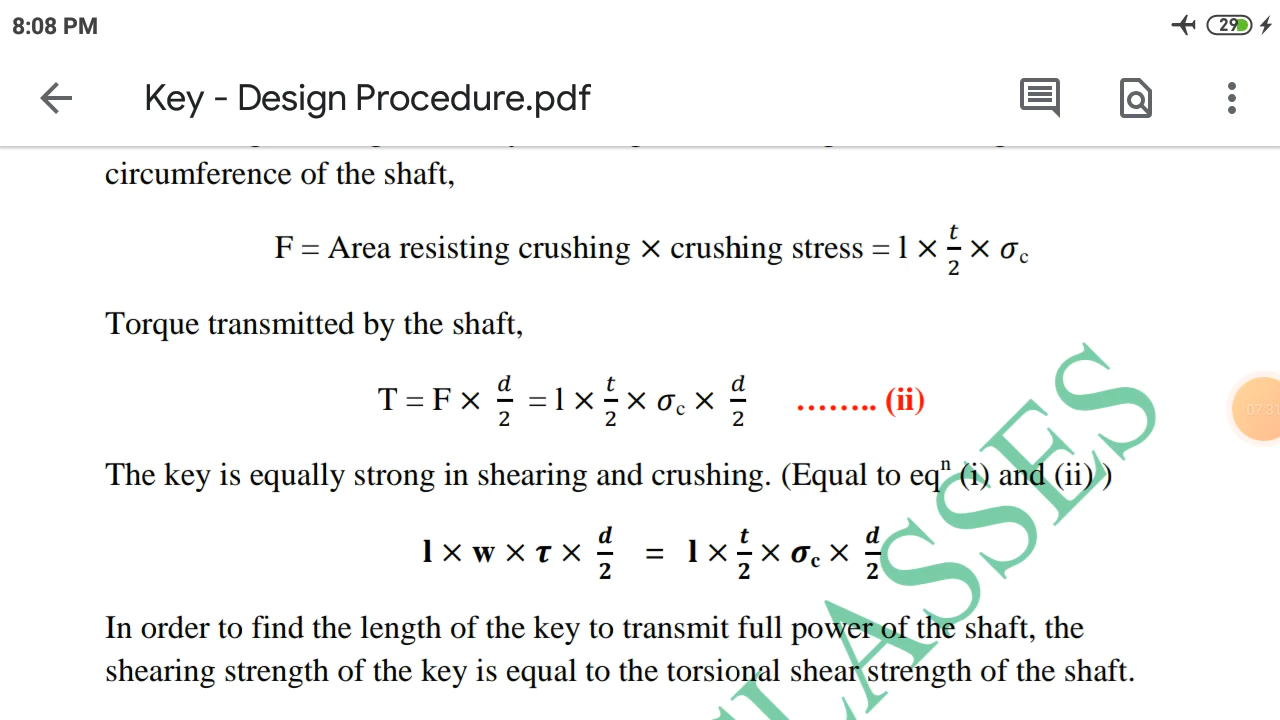 8:08 PM
29
Key - Design Procedure.pdf
circumference of the shaft,
F = Area resisting crushing × crushing stress = l × t/2 × σc
Torque transmitted by the shaft,
T = F × d/2 = l × t/2 × σc × d/2 …….. (ii)
07:31
The key is equally strong in shearing and crushing. (Equal to eqⁿ (i) and (ii) )
l × w × τ × d/2 = l × t/2 × σc × d/2
In order to find the length of the key to transmit full power of the shaft, the
shearing strength of the key is equal to the torsional shear strength of the shaft.
LASSES